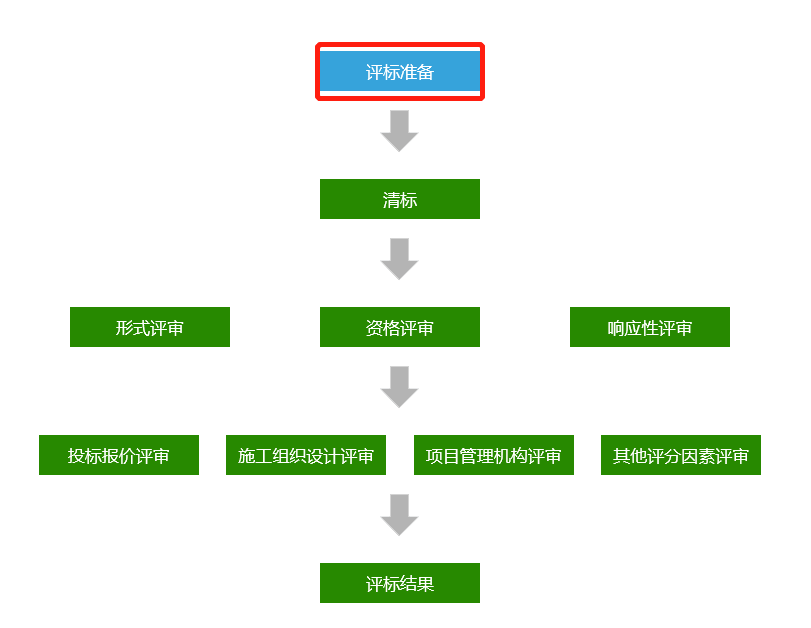 评标准备
清标
形式评审
资格评审
响应性评审
投标报价评审
施工组织设计评审
项目管理机构评审
其他评分因素评审
评标结果